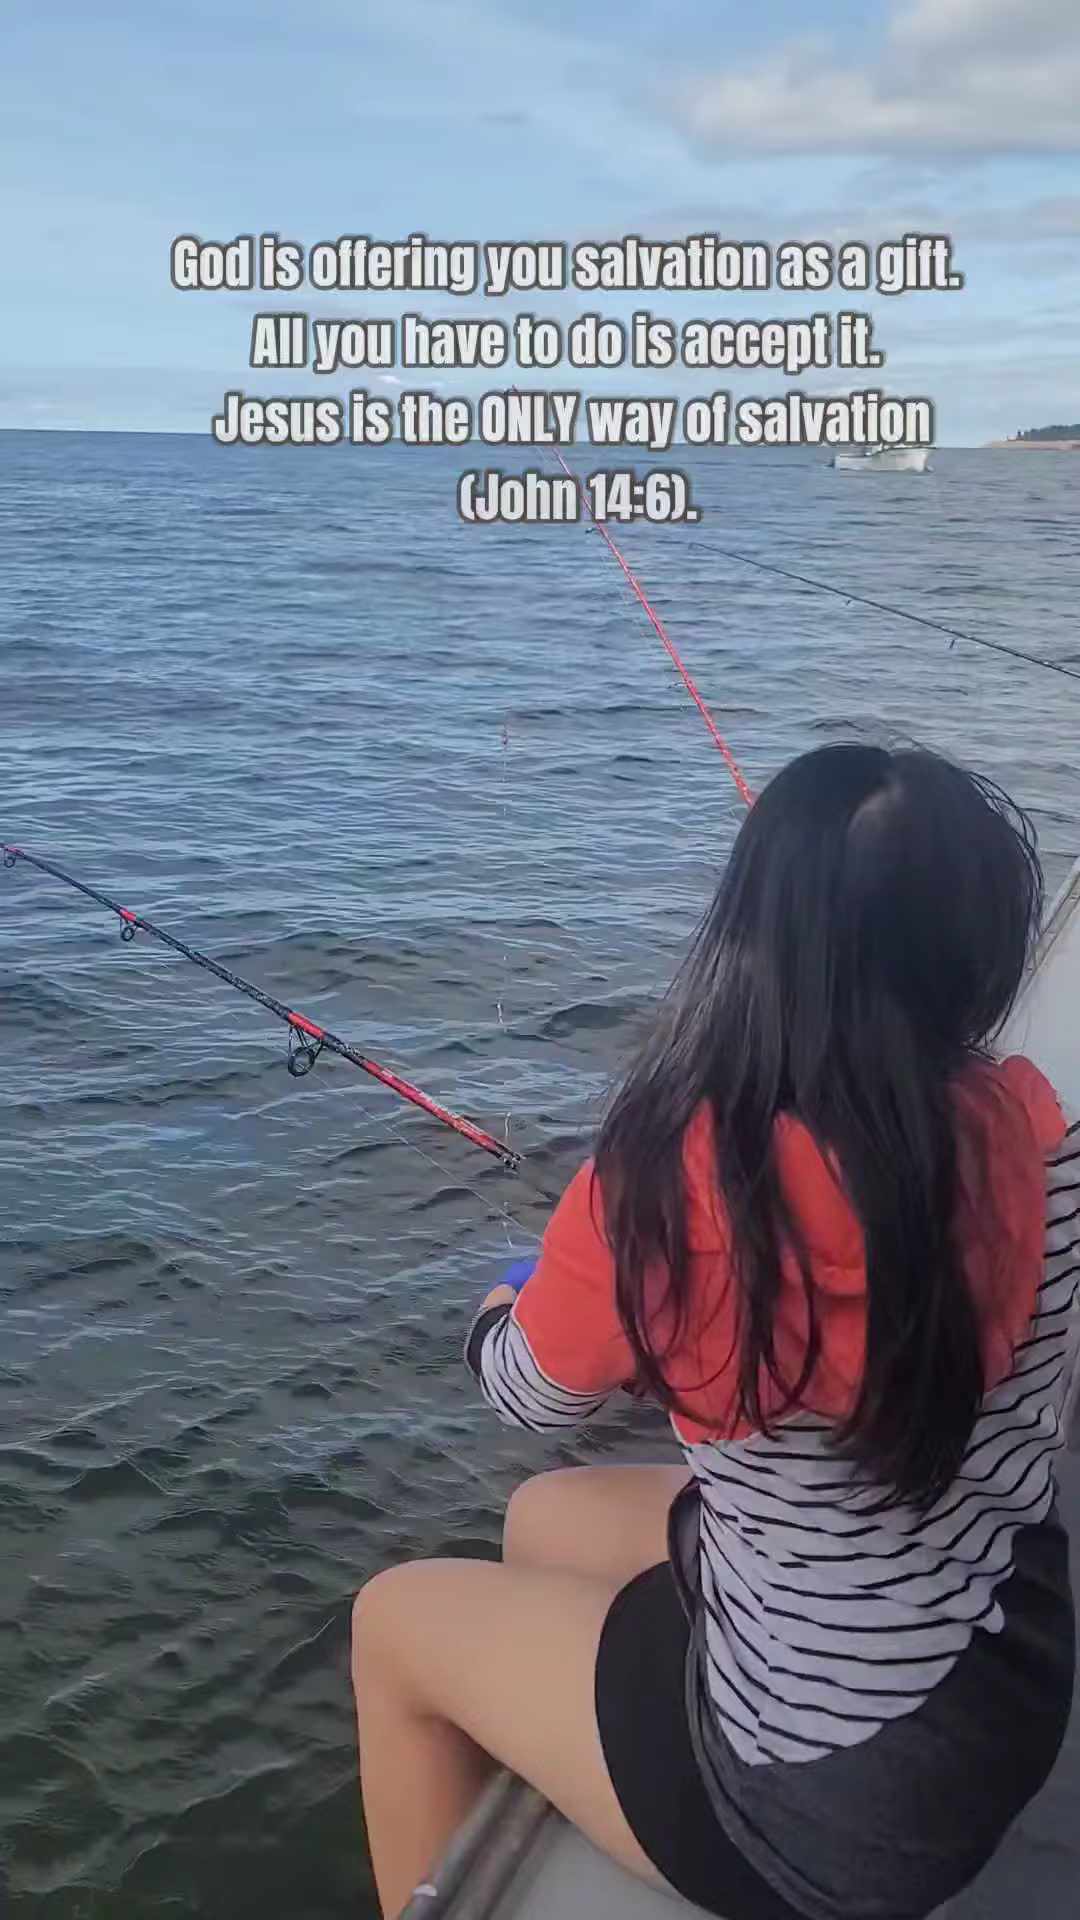 God is offering you salvation as a gift.
All you have to do is accept it.
Jesus is the ONLY way of salvation
(John 14:6).